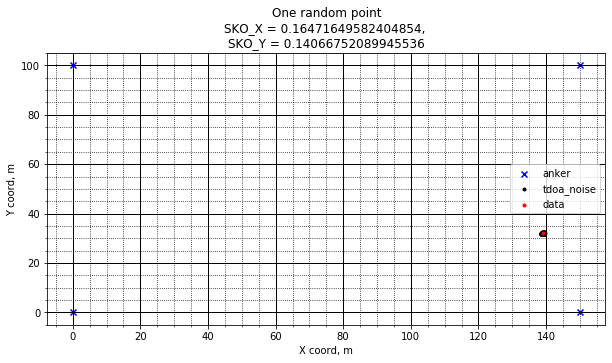 One random point
SKO_X = 0.16471649582404854,
SKO_Y = 0.14066752089945536
Y coord, m
100
80
60
40
20
0
anker
tdoa_noise
data
0
20
40
60
80
100
120
140
X coord, m